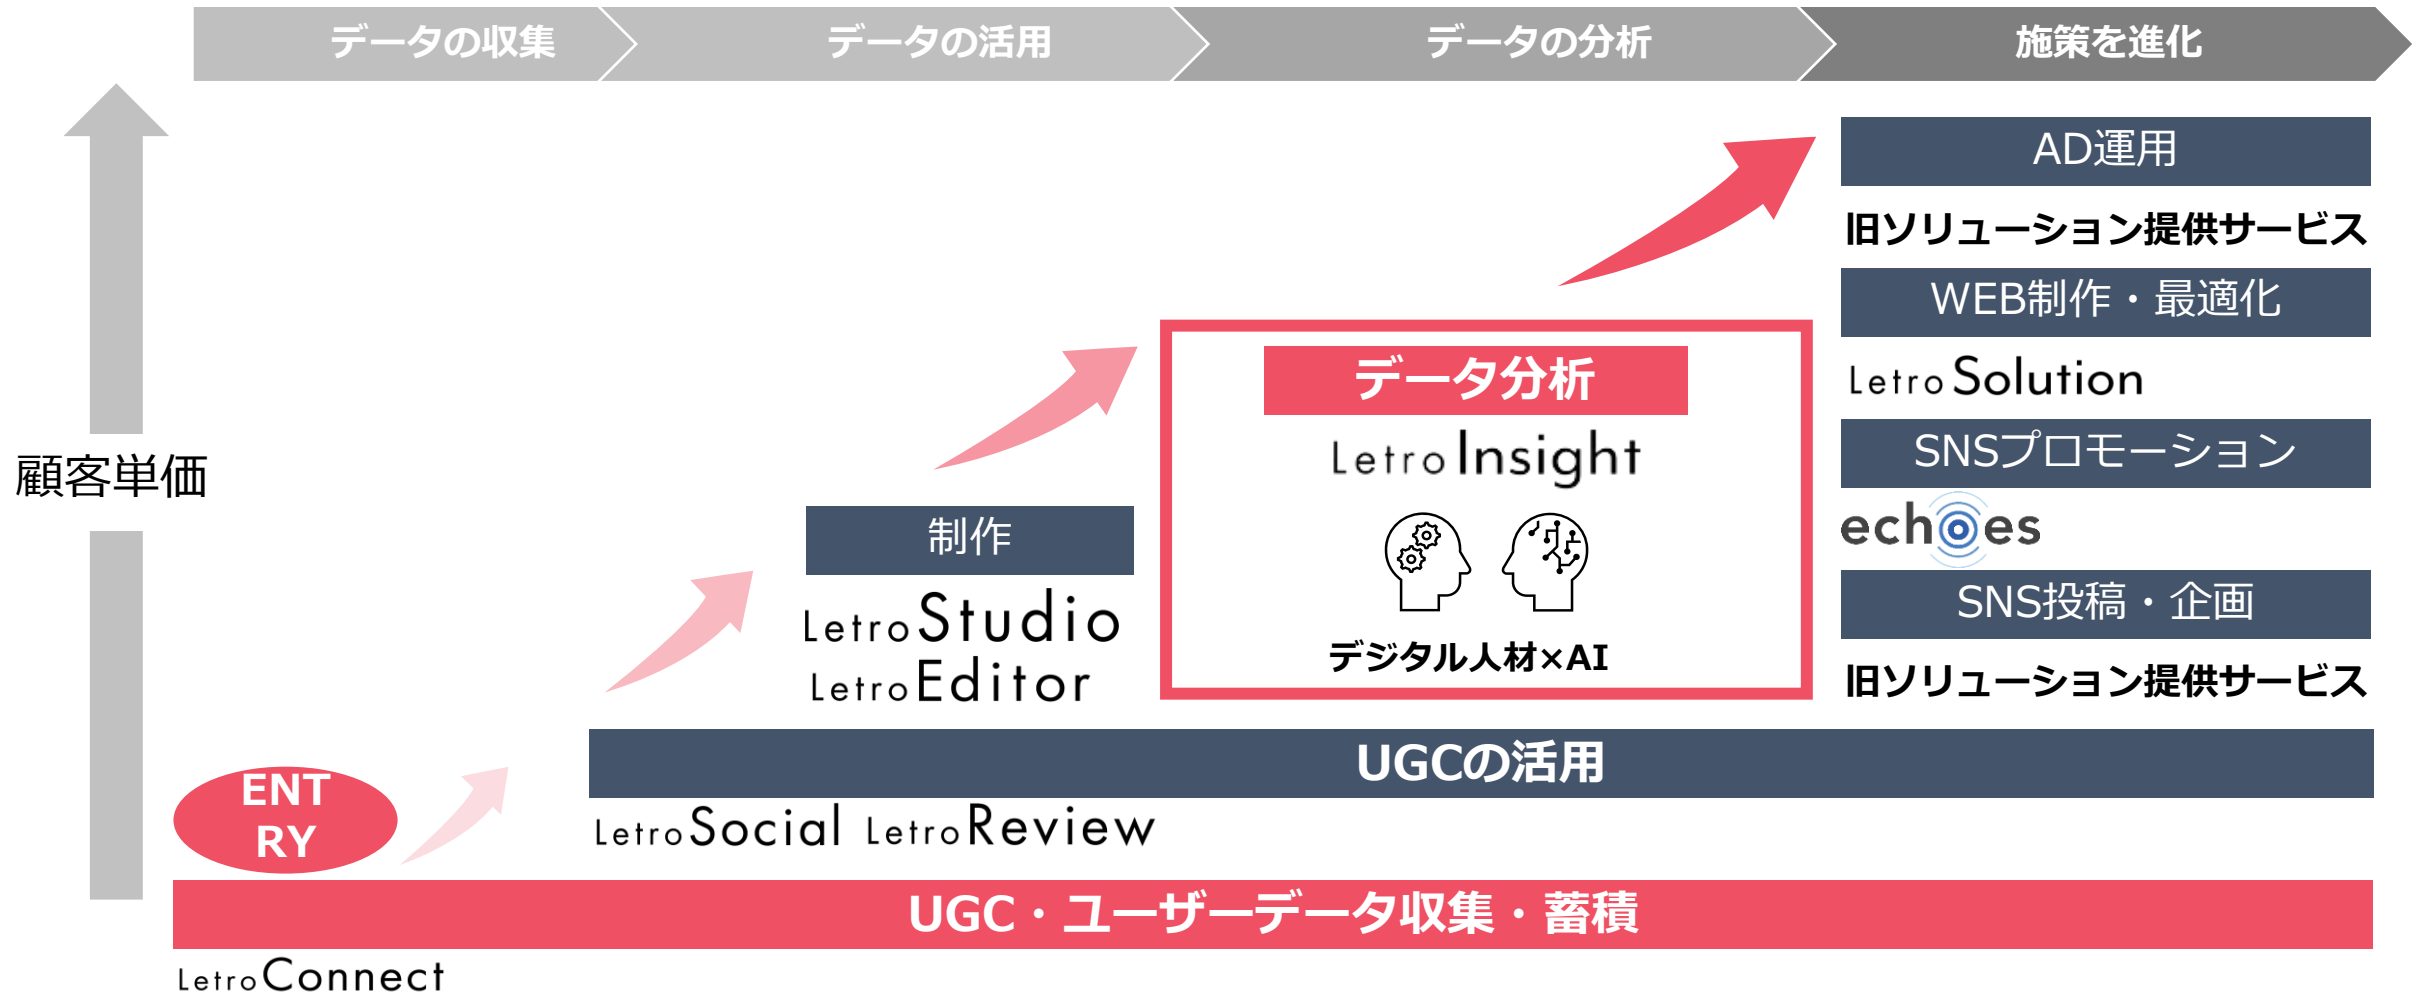 データの収集
データの活用
データの分析
施策を進化
顧客単価
AD運用
旧ソリューション提供サービス
WEB制作・最適化
Letro Solution
SNSプロモーション
echoes
SNS投稿・企画
旧ソリューション提供サービス
データ分析
Letro Insight
デジタル人材×AI
制作
Letro Studio
Letro Editor
UGCの活用
Letro Social Letro Review
ENT
RY
UGC・ユーザーデータ収集・蓄積
Letro Connect